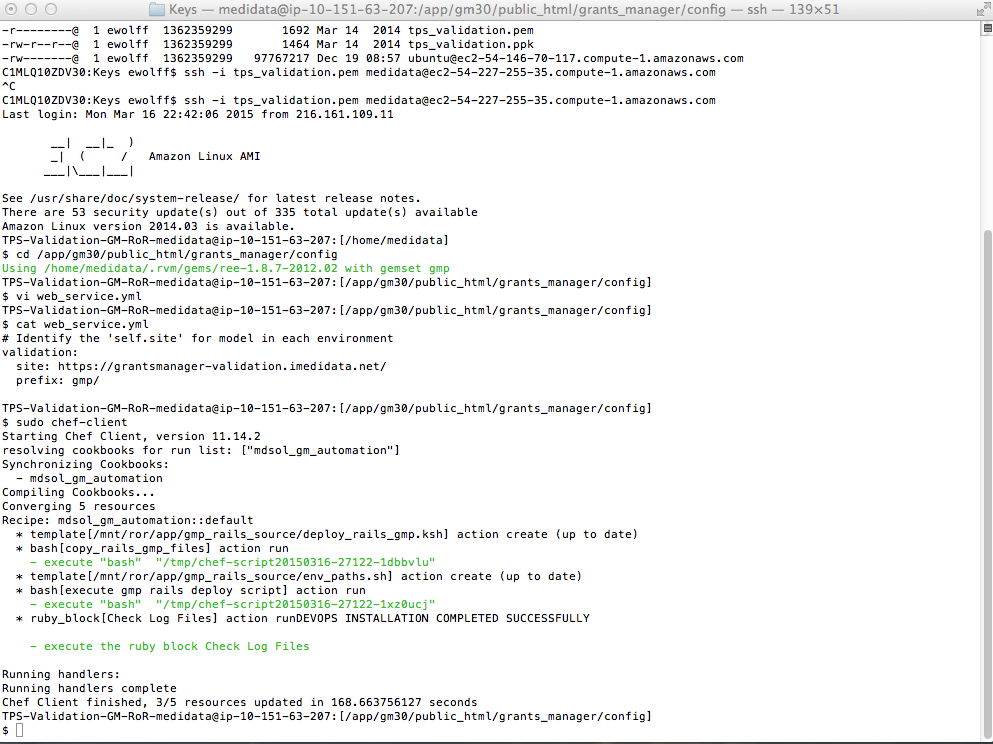 Keys — medidata@ip-10-151-63-207:/app/gm30/public_html/grants_manager/config — ssh — 139×51
-r--------@  1 ewolff  1362359299      1692 Mar 14  2014 tps_validation.pem
-rw-r--r--@  1 ewolff  1362359299      1464 Mar 14  2014 tps_validation.ppk
-rw-------@  1 ewolff  1362359299  97767217 Dec 19 08:57 ubuntu@ec2-54-146-70-117.compute-1.amazonaws.com
C1MLQ10ZDV30:Keys ewolff$ ssh -i tps_validation.pem medidata@ec2-54-227-255-35.compute-1.amazonaws.com
^C
C1MLQ10ZDV30:Keys ewolff$ ssh -i tps_validation.pem medidata@ec2-54-227-255-35.compute-1.amazonaws.com
Last login: Mon Mar 16 22:42:06 2015 from 216.161.109.11
       __|  __|_  )
       _|  (     /   Amazon Linux AMI
      ___|\___|___|
See /usr/share/doc/system-release/ for latest release notes.
There are 53 security update(s) out of 335 total update(s) available
Amazon Linux version 2014.03 is available.
TPS-Validation-GM-RoR-medidata@ip-10-151-63-207:[/home/medidata]
$ cd /app/gm30/public_html/grants_manager/config
Using /home/medidata/.rvm/gems/ree-1.8.7-2012.02 with gemset gmp
TPS-Validation-GM-RoR-medidata@ip-10-151-63-207:[/app/gm30/public_html/grants_manager/config]
$ vi web_service.yml
TPS-Validation-GM-RoR-medidata@ip-10-151-63-207:[/app/gm30/public_html/grants_manager/config]
$ cat web_service.yml
# Identify the 'self.site' for model in each environment
validation:
  site: https://grantsmanager-validation.imedidata.net/
  prefix: gmp/
TPS-Validation-GM-RoR-medidata@ip-10-151-63-207:[/app/gm30/public_html/grants_manager/config]
$ sudo chef-client
Starting Chef Client, version 11.14.2
resolving cookbooks for run list: ["mdsol_gm_automation"]
Synchronizing Cookbooks:
  - mdsol_gm_automation
Compiling Cookbooks...
Converging 5 resources
Recipe: mdsol_gm_automation::default
  * template[/mnt/ror/app/gmp_rails_source/deploy_rails_gmp.ksh] action create (up to date)
  * bash[copy_rails_gmp_files] action run
    - execute "bash"  "/tmp/chef-script20150316-27122-1dbbvlu"
  * template[/mnt/ror/app/gmp_rails_source/env_paths.sh] action create (up to date)
  * bash[execute gmp rails deploy script] action run
    - execute "bash"  "/tmp/chef-script20150316-27122-1xz0ucj"
  * ruby_block[Check Log Files] action runDEVOPS INSTALLATION COMPLETED SUCCESSFULLY
    - execute the ruby block Check Log Files
Running handlers:
Running handlers complete
Chef Client finished, 3/5 resources updated in 168.663756127 seconds
TPS-Validation-GM-RoR-medidata@ip-10-151-63-207:[/app/gm30/public_html/grants_manager/config]
$